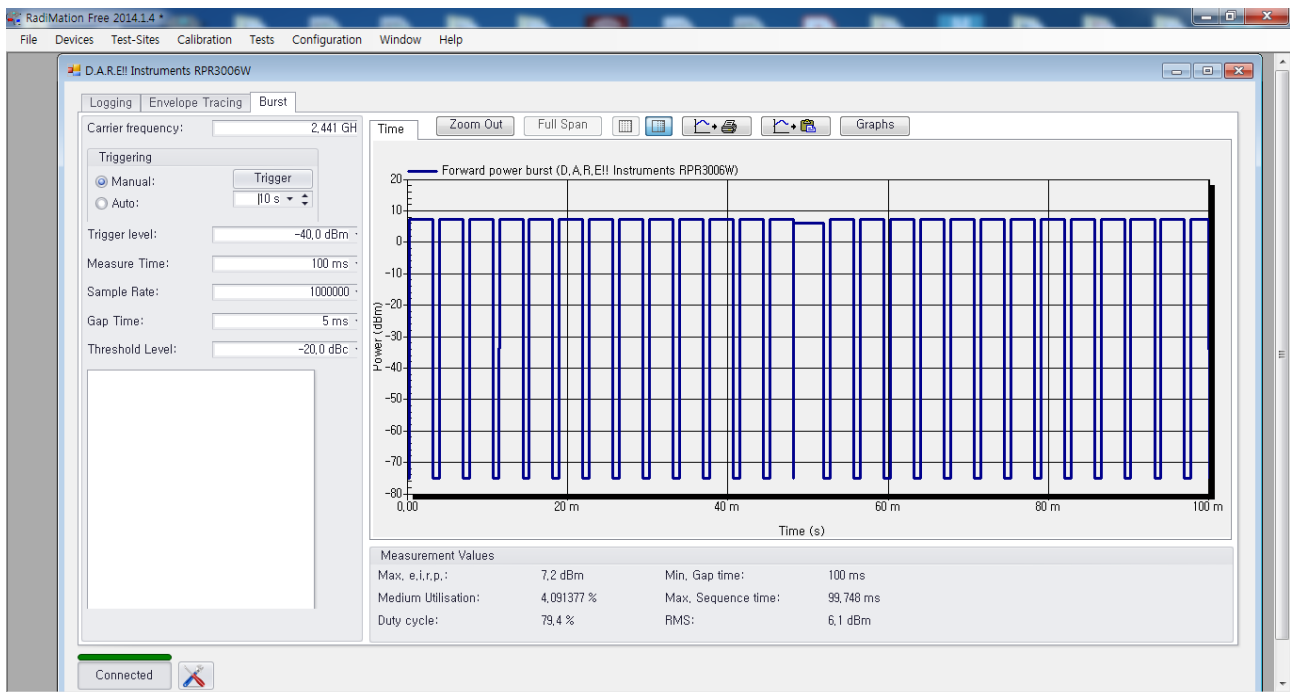 RadiMation Free 2014.1.4 *
File Devices Test-Sites Calibration Tests Configuration Window Help
D.A.R.E!! Instruments RPR3006W
Logging Envelope Tracing Burst
Carrier frequency: 2,441 GH
Triggering
Manual: Trigger
Auto: 10 s
Trigger level: -40,0 dBm
Measure Time: 100 ms
Sample Rate: 1000000
Gap Time: 5 ms
Threshold Level: -20,0 dBc
Time Zoom Out Full Span Graphs
Forward power burst (D,A,R,E!! Instruments RPR3006W)
Power (dBm)
20
10
0
-10
-20
-30
-40
-50
-60
-70
-80
0,00 20 m 40 m 60 m 80 m 100 m
Time (s)
Measurement Values
Max, e,i,r,p,: 7,2 dBm Min, Gap time: 100 ms
Medium Utilisation: 4,091377 % Max, Sequence time: 99,748 ms
Duty cycle: 79,4 % RMS: 6,1 dBm
Connected